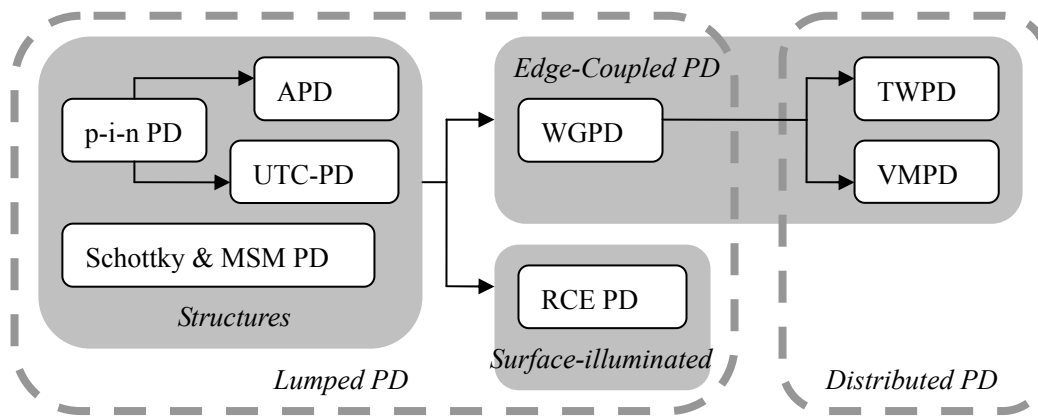 APD
p-i-n PD
UTC-PD
Schottky & MSM PD
Structures
Edge-Coupled PD
WGPD
TWPD
VMPD
RCE PD
Surface-illuminated
Lumped PD
Distributed PD